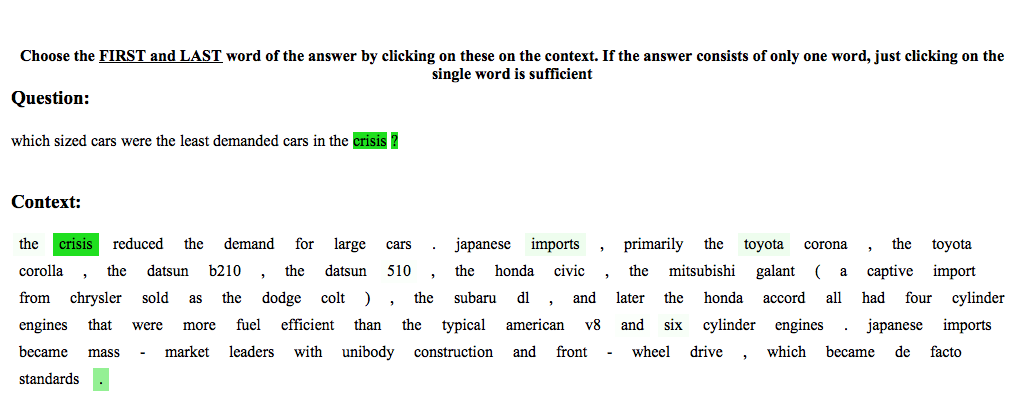 Choose the FIRST and LAST word of the answer by clicking on these on the context. If the answer consists of only one word, just clicking on the
single word is sufficient
Question:
which sized cars were the least demanded cars in the crisis ?
Context:
the crisis reduced the demand for large cars . japanese imports , primarily the toyota corona , the toyota
corolla , the datsun b210 , the datsun 510 , the honda civic , the mitsubishi galant ( a captive import
from chrysler sold as the dodge colt ) , the subaru dl , and later the honda accord all had four cylinder
engines that were more fuel efficient than the typical american v8 and six cylinder engines . japanese imports
became mass - market leaders with unibody construction and front - wheel drive , which became de facto
standards .